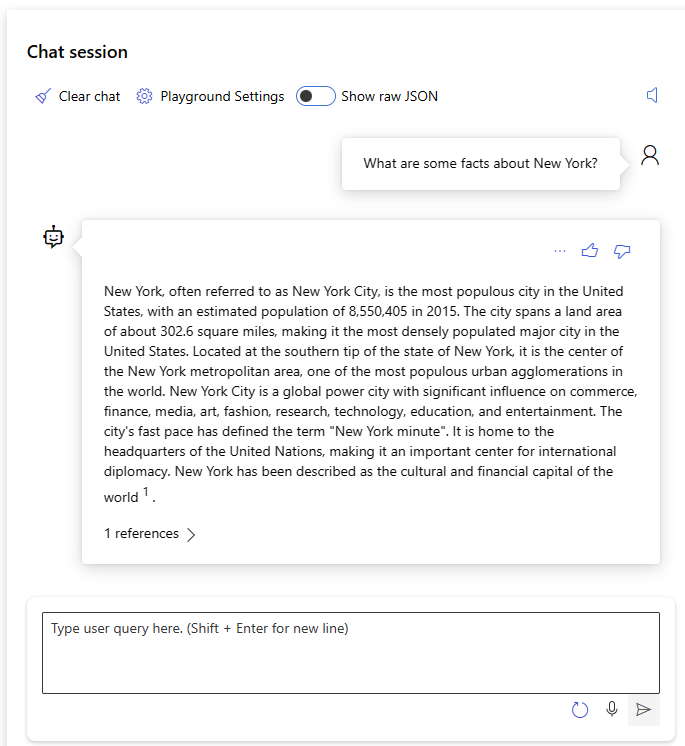 Chat session
Clear chat Playground Settings Show raw JSON
What are some facts about New York?
New York, often referred to as New York City, is the most populous city in the United
States, with an estimated population of 8,550,405 in 2015. The city spans a land area
of about 302.6 square miles, making it the most densely populated major city in the
United States. Located at the southern tip of the state of New York, it is the center of
the New York metropolitan area, one of the most populous urban agglomerations in
the world. New York City is a global power city with significant influence on commerce,
finance, media, art, fashion, research, technology, education, and entertainment. The
city's fast pace has defined the term "New York minute". It is home to the
headquarters of the United Nations, making it an important center for international
diplomacy. New York has been described as the cultural and financial capital of the
world 1 .
1 references
Type user query here. (Shift + Enter for new line)